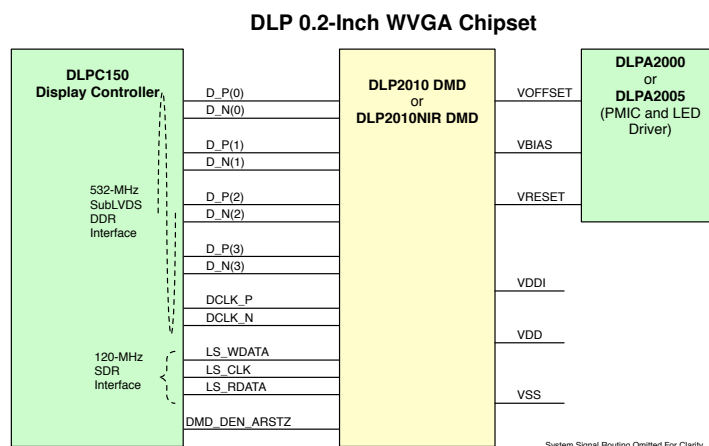 DLP 0.2-Inch WVGA Chipset
DLPC150
Display Controller
D_P(0)
D_N(0)
D_P(1)
D_N(1)
532-MHz
SubLVDS
DDR
Interface
D_P(2)
D_N(2)
D_P(3)
D_N(3)
DCLK_P
DCLK_N
120-MHz
SDR
Interface
LS_WDATA
LS_CLK
LS_RDATA
DMD_DEN_ARSTZ
DLP2010 DMD
or
DLP2010NIR DMD
VOFFSET
VBIAS
VRESET
VDDI
VDD
VSS
DLPA2000
or
DLPA2005
(PMIC and LED
Driver)
System Signal Routing Omitted For Clarity